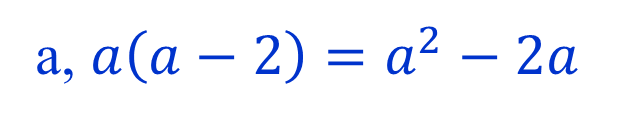 a, a(a − 2) = a² − 2a